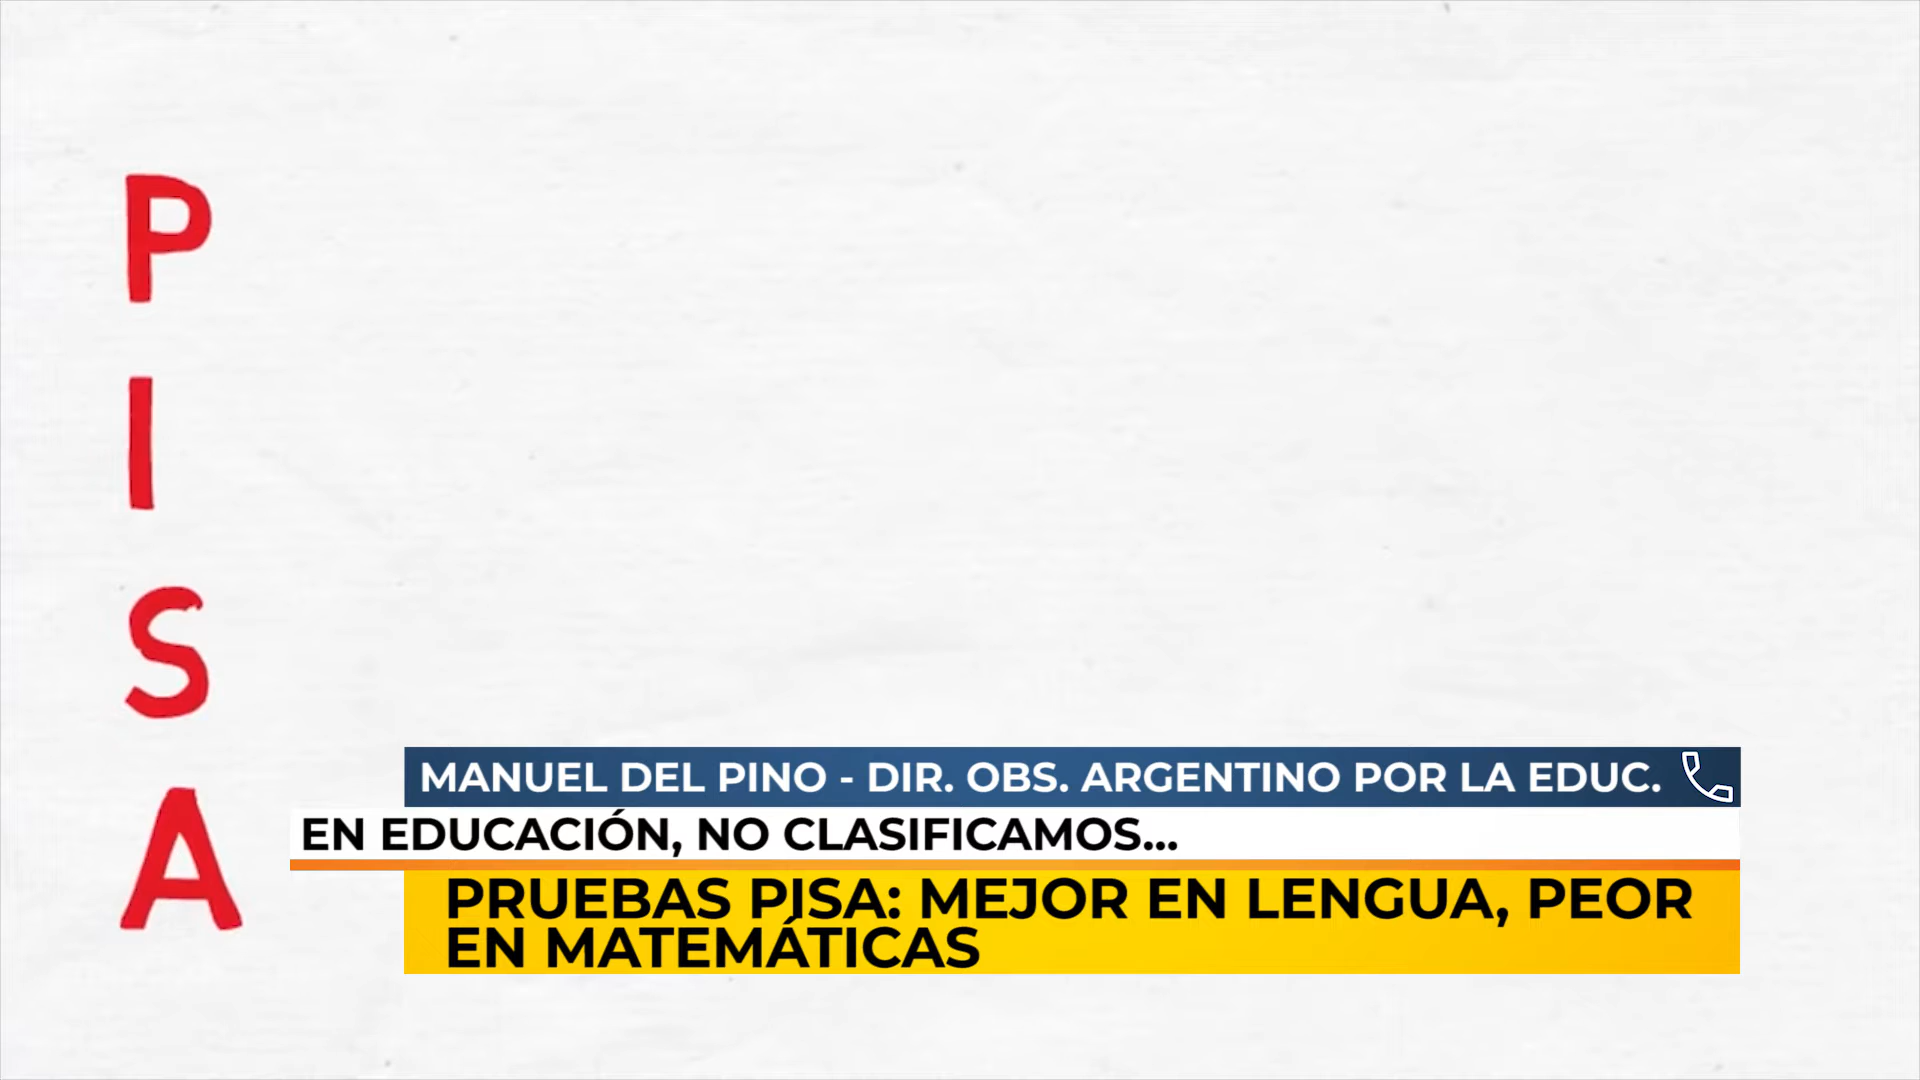 P
I
S
A
MANUEL DEL PINO - DIR. OBS. ARGENTINO POR LA EDUC.
EN EDUCACIÓN, NO CLASIFICAMOS...
PRUEBAS PISA: MEJOR EN LENGUA, PEOR
EN MATEMÁTICAS